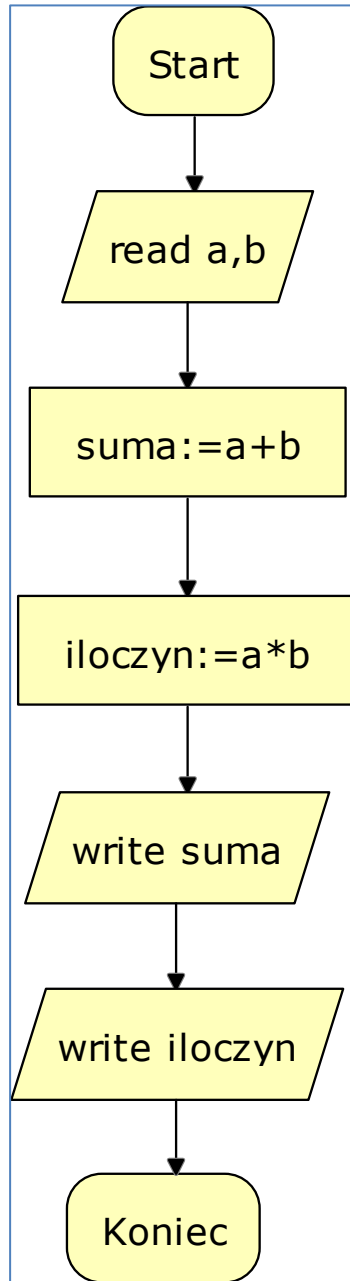 Start
read a,b
suma:=a+b
iloczyn:=a*b
write suma
write iloczyn
Koniec